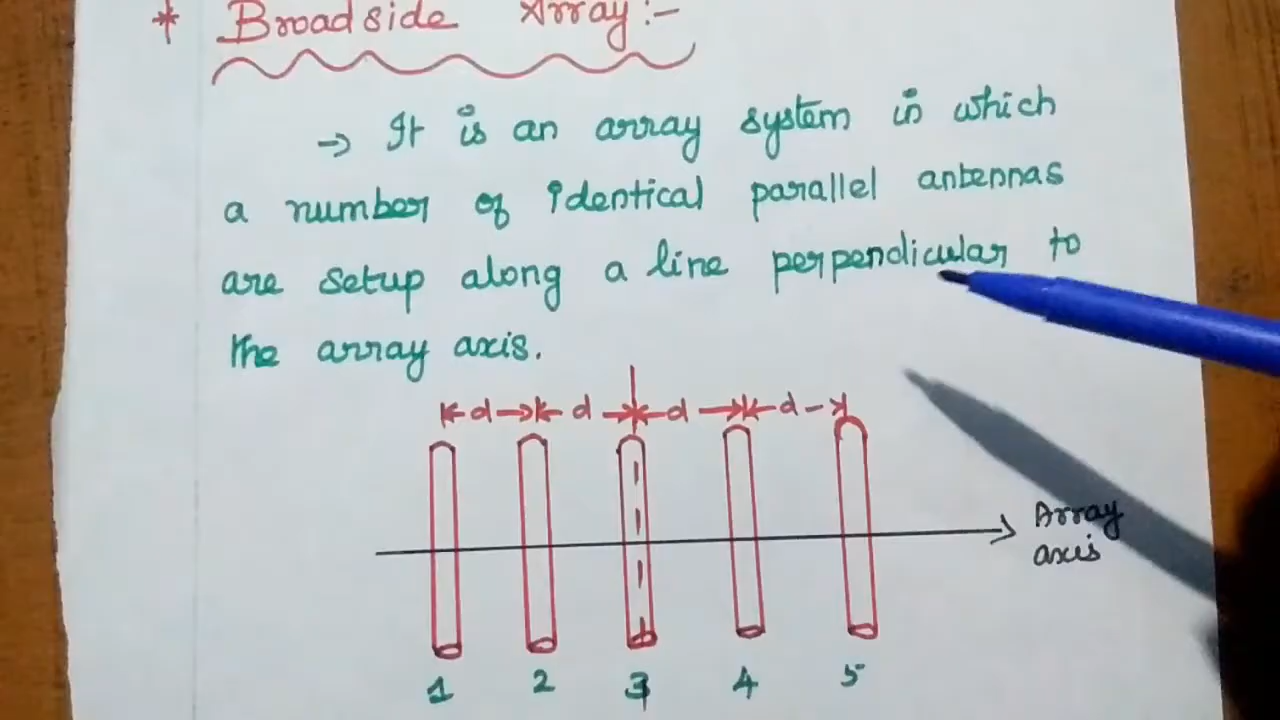 * Broadside Array:-
→ It is an array system in which
a number of identical parallel antennas
are setup along a line perpendicular to
the array axis.
d d d d
Array
axis
1 2 3 4 5